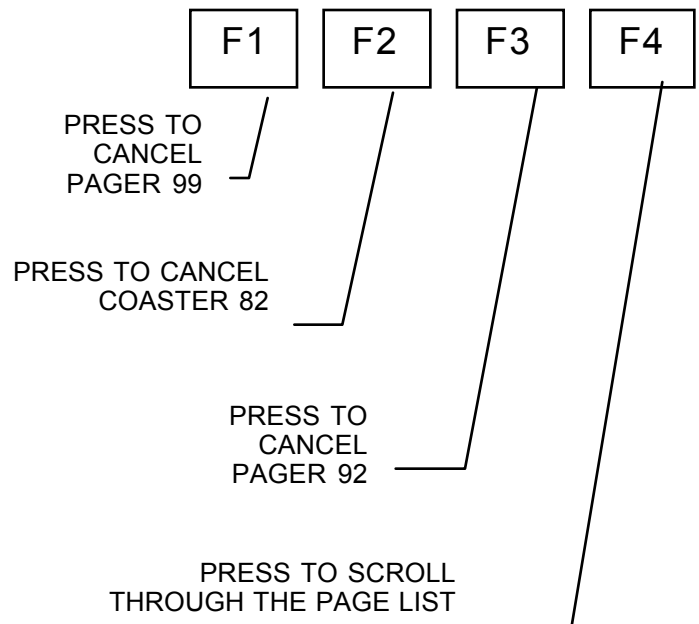 F1 F2 F3 F4
PRESS TO
CANCEL
PAGER 99
PRESS TO CANCEL
COASTER 82
PRESS TO
CANCEL
PAGER 92
PRESS TO SCROLL
THROUGH THE PAGE LIST